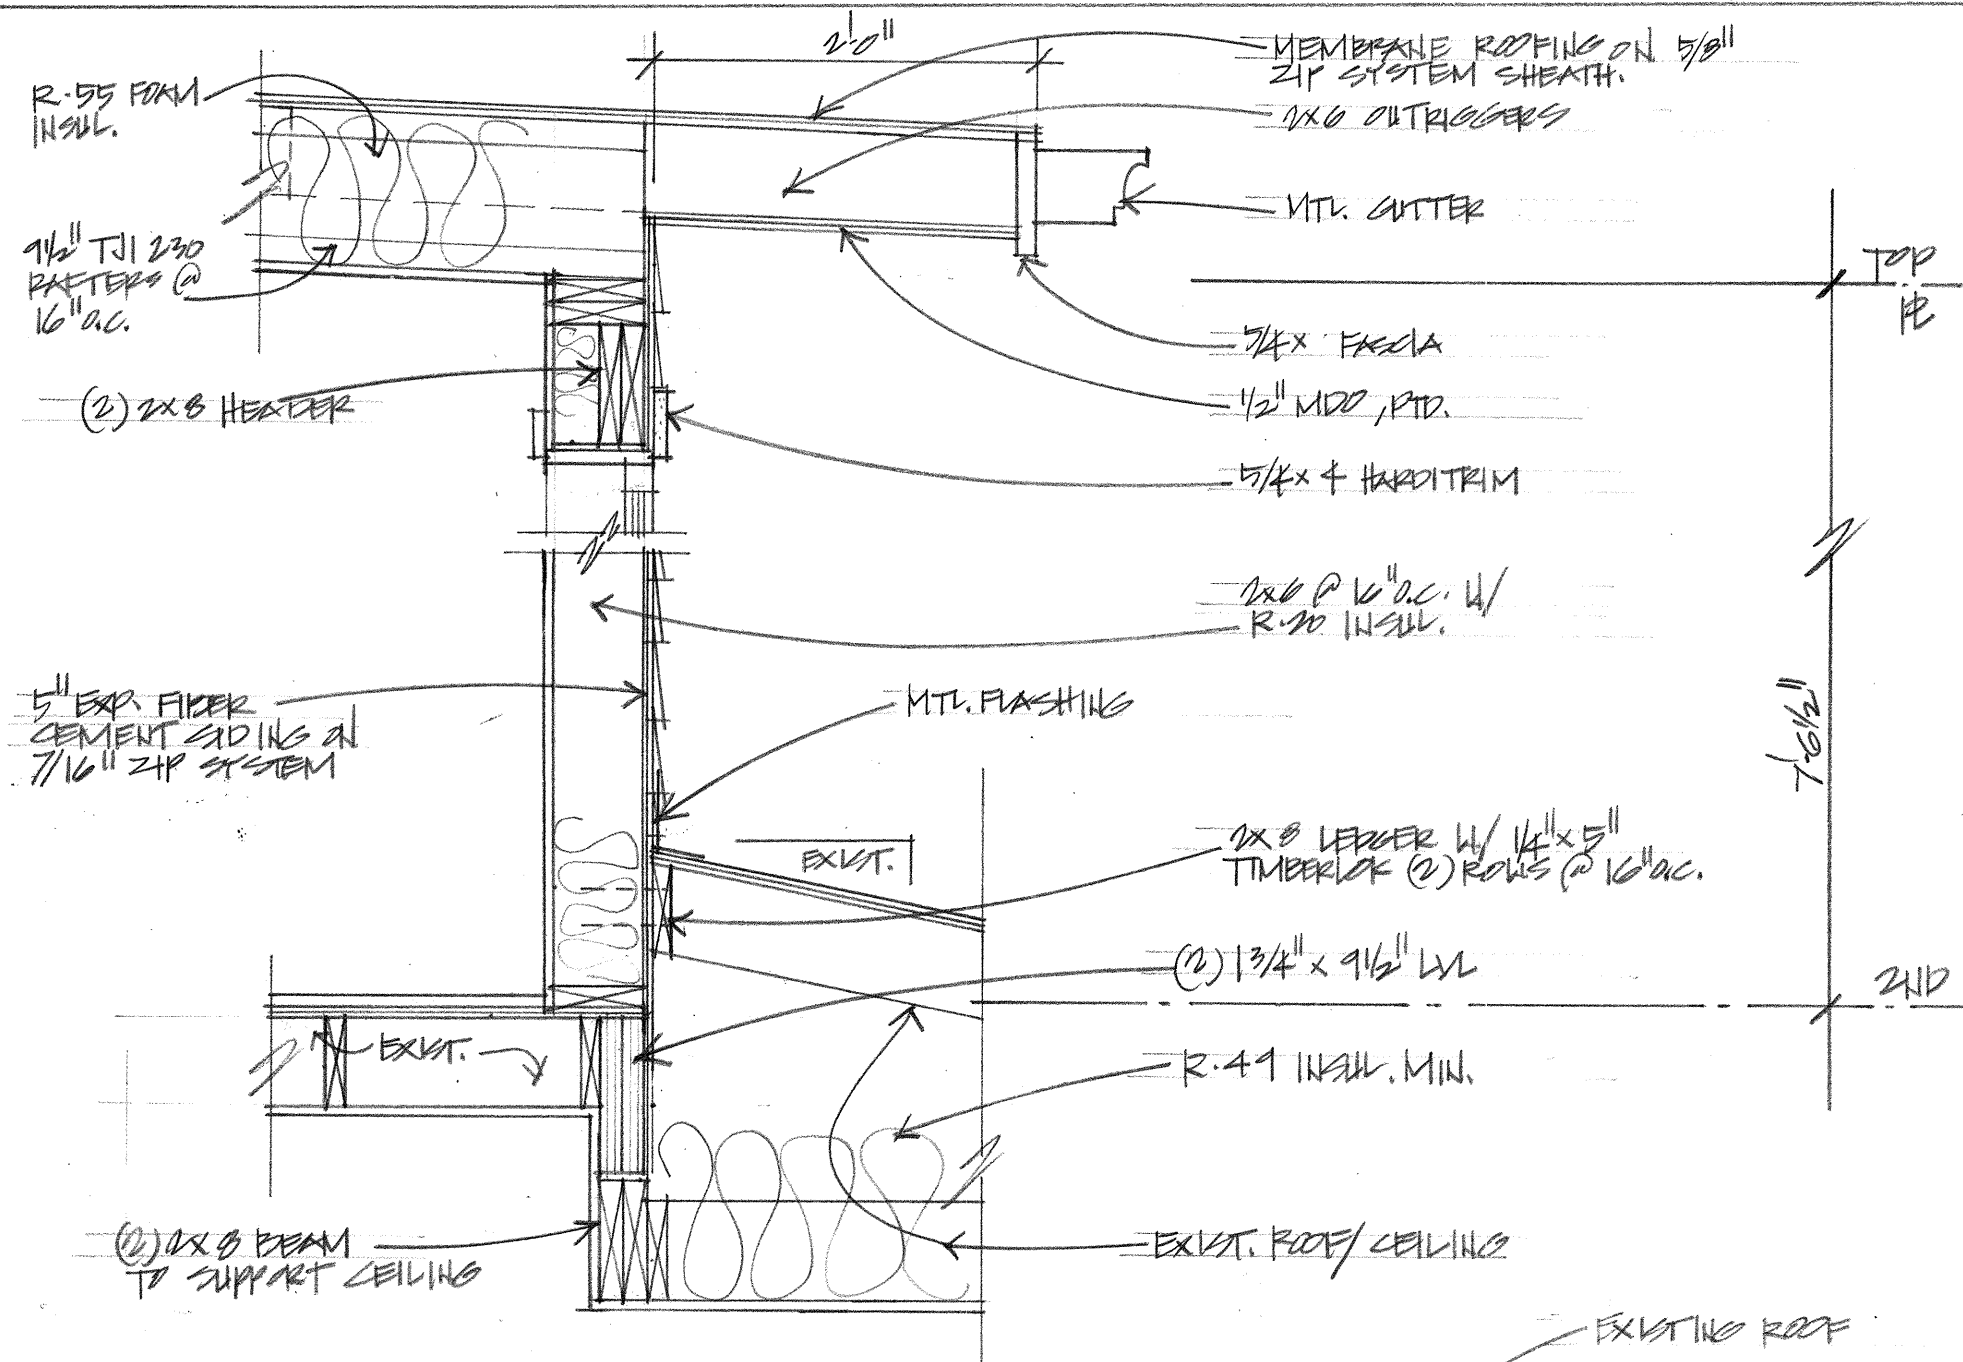 2'-0"
MEMBRANE ROOFING ON 5/8"
ZIP SYSTEM SHEATH.
2x6 OUTRIGGERS
R-55 FOAM
INSUL.
MTL. GUTTER
9 1/2" TJI 230
RAFTERS @
16" O.C.
TOP
PL
5/4x FASCIA
(2) 2x8 HEADER
1/2" MDO, PTD.
5/4x4 HARDITRIM
2x6 @ 16" O.C. W/
R-20 INSUL.
5" EXP. FIBER
CEMENT SIDING ON
7/16" ZIP SYSTEM
MTL. FLASHING
7'-6 1/2"
EXIST.
2x8 LEDGER W/ 1/4" x 5"
TIMBERLOK (2) ROWS @ 16" O.C.
(2) 1 3/4" x 9 1/2" LVL
2ND
EXIST.
R-49 INSUL. MIN.
(2) 2x8 BEAM
TO SUPPORT CEILING
EXIST. ROOF/CEILING
EXISTING ROOF